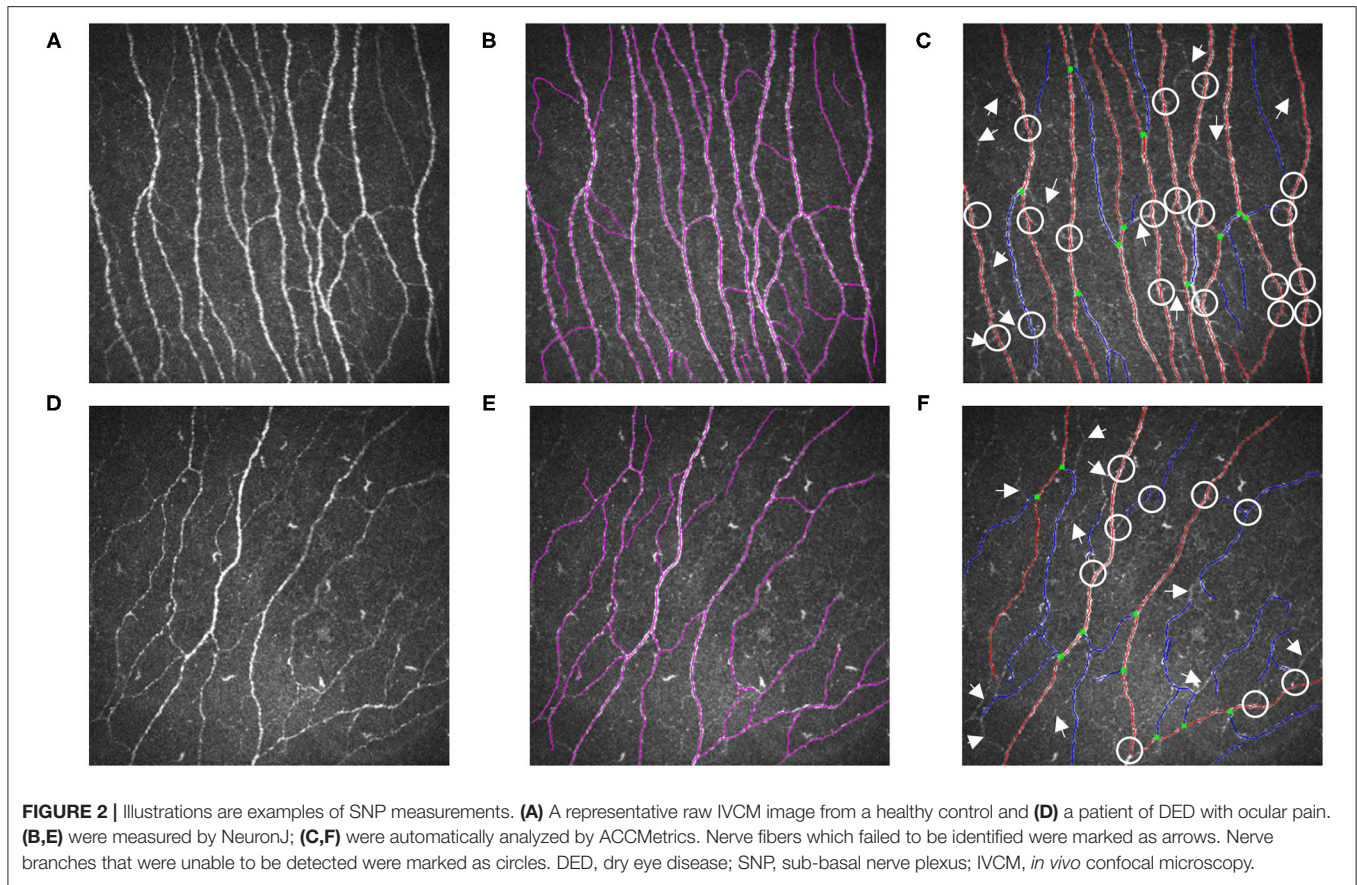 A
B
C
D
E
F
FIGURE 2 | Illustrations are examples of SNP measurements. (A) A representative raw IVCM image from a healthy control and (D) a patient of DED with ocular pain.
(B,E) were measured by NeuronJ; (C,F) were automatically analyzed by ACCMetrics. Nerve fibers which failed to be identified were marked as arrows. Nerve
branches that were unable to be detected were marked as circles. DED, dry eye disease; SNP, sub-basal nerve plexus; IVCM, in vivo confocal microscopy.